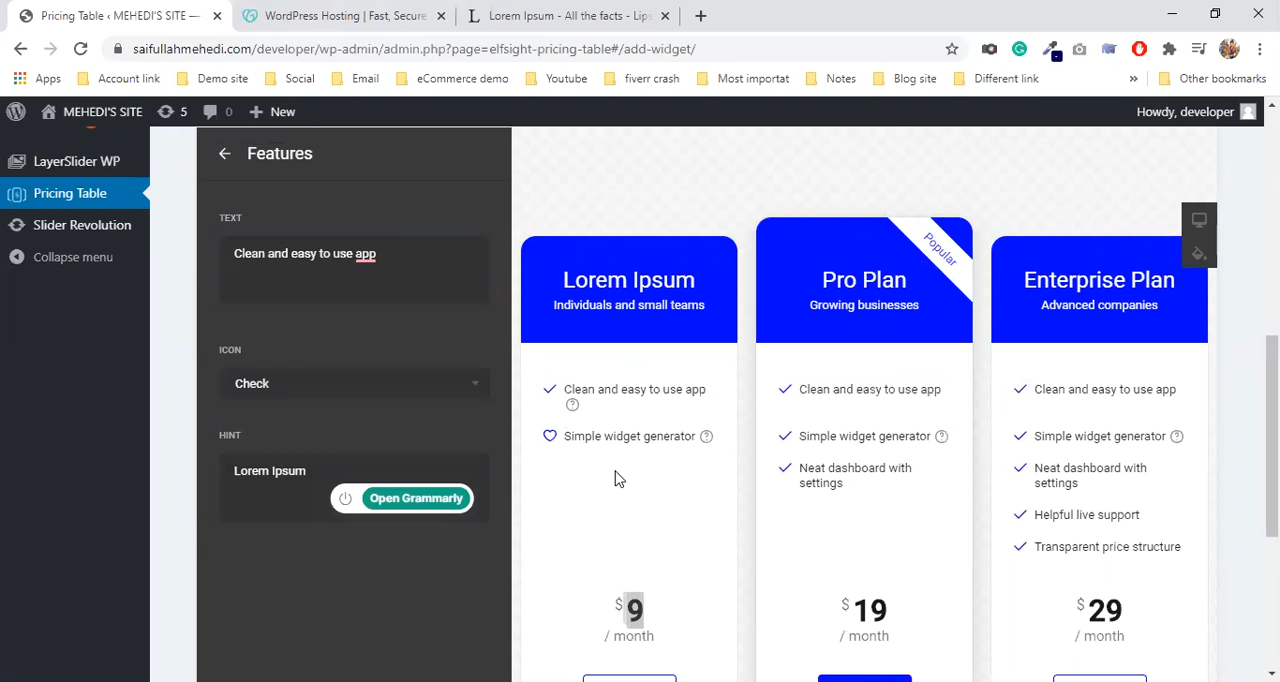 Pricing Table ‹ MEHEDI'S SITE —
WordPress Hosting | Fast, Secure
Lorem Ipsum - All the facts - Lips
saifullahmehedi.com/developer/wp-admin/admin.php?page=elfsight-pricing-table#/add-widget/
Apps
Account link
Demo site
Social
Email
eCommerce demo
Youtube
fiverr crash
Most importat
Notes
Blog site
Different link
»
Other bookmarks
MEHEDI'S SITE
5
0
New
Howdy, developer
LayerSlider WP
Pricing Table
Slider Revolution
Collapse menu
Features
TEXT
Clean and easy to use app
ICON
Check
HINT
Lorem Ipsum
Open Grammarly
Lorem Ipsum
Individuals and small teams
Clean and easy to use app
Simple widget generator
$ 9
/ month
Popular
Pro Plan
Growing businesses
Clean and easy to use app
Simple widget generator
Neat dashboard with
settings
$ 19
/ month
Enterprise Plan
Advanced companies
Clean and easy to use app
Simple widget generator
Neat dashboard with
settings
Helpful live support
Transparent price structure
$ 29
/ month